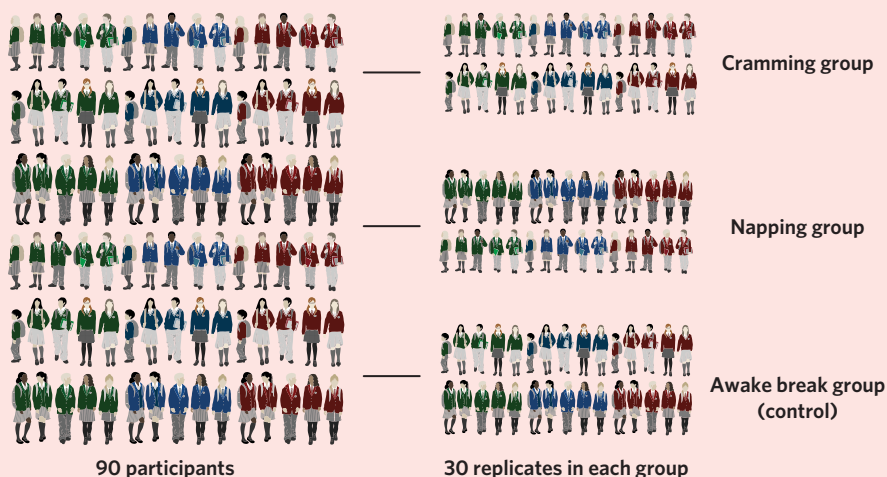 Cramming group
Napping group
Awake break group
(control)
90 participants
30 replicates in each group